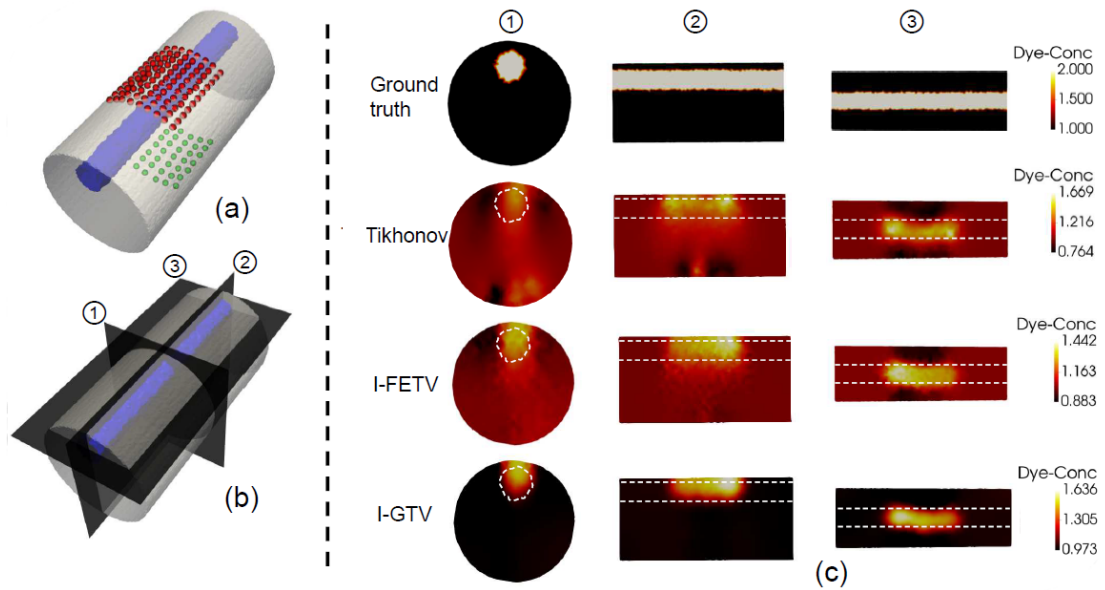 ① ② ③
Ground
truth
Dye-Conc
2.000
1.500
1.000
(a)
Tikhonov
Dye-Conc
1.669
1.216
0.764
③ ②
①
I-FETV
Dye-Conc
1.442
1.163
0.883
(b)
I-GTV
Dye-Conc
1.636
1.305
0.973
(c)